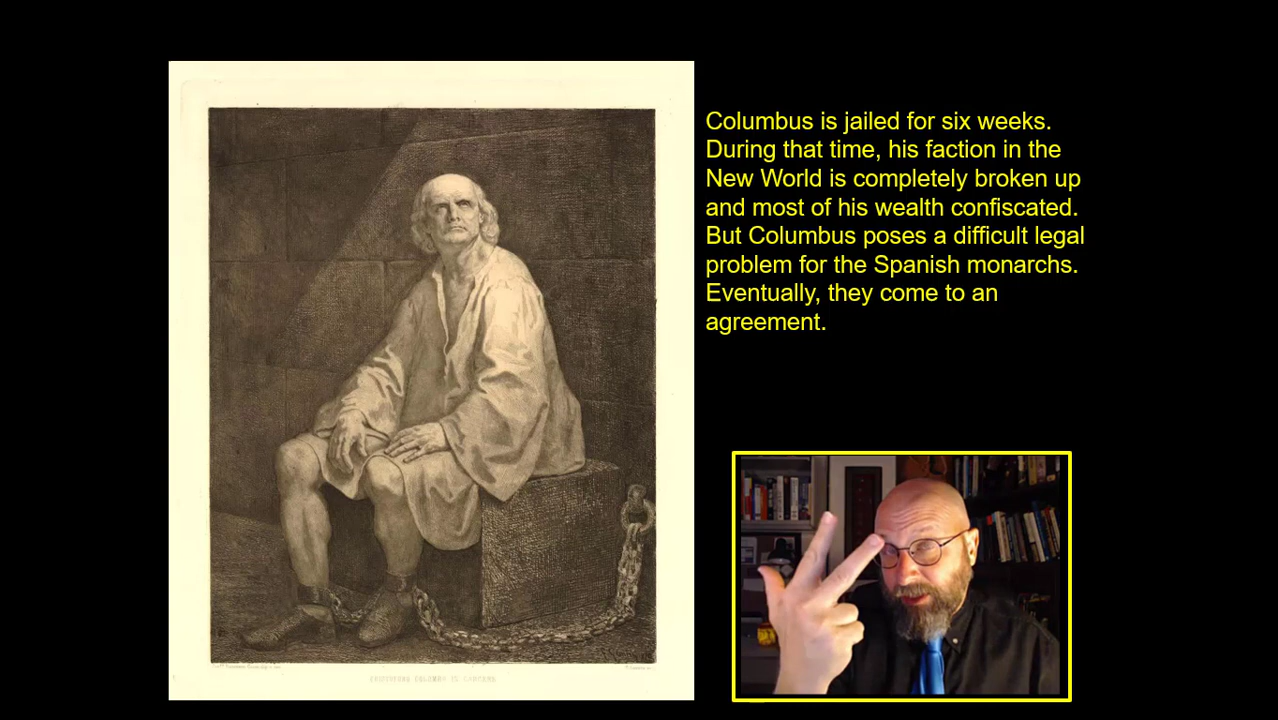 Columbus is jailed for six weeks.
During that time, his faction in the
New World is completely broken up
and most of his wealth confiscated.
But Columbus poses a difficult legal
problem for the Spanish monarchs.
Eventually, they come to an
agreement.